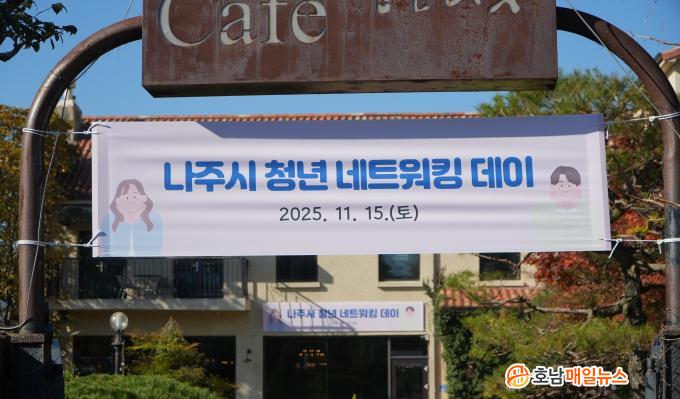 Cafe
나주시 청년 네트워킹 데이
2025. 11. 15.(토)
나주시 청년 네트워킹 데이
호남매일뉴스